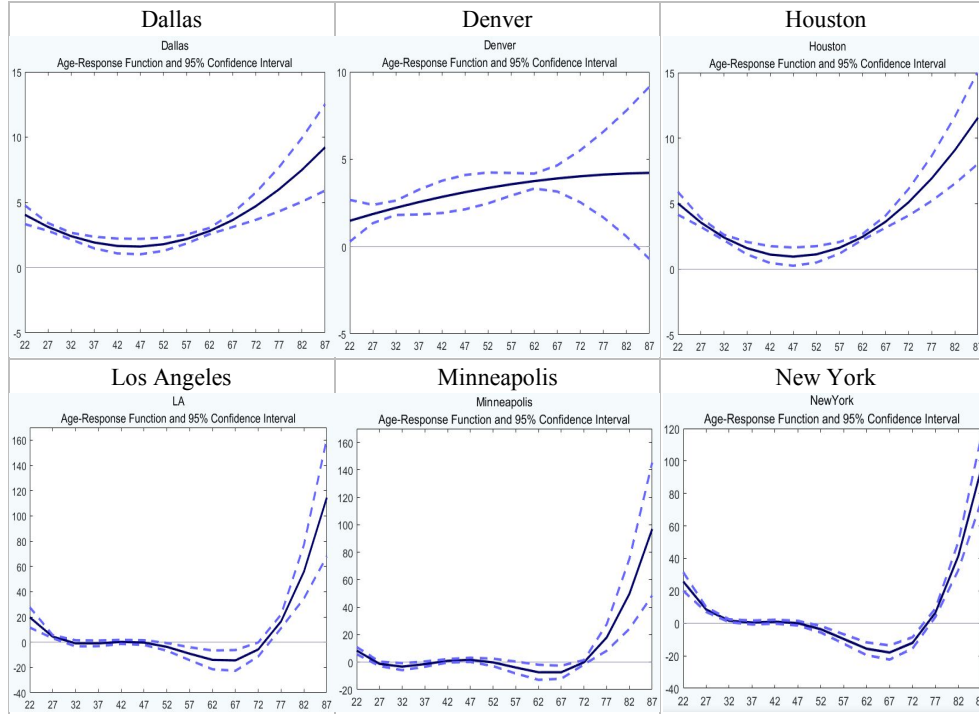 Dallas
Denver
Houston
Dallas
Age-Response Function and 95% Confidence Interval
15
10
5
0
-5
22 27 32 37 42 47 52 57 62 67 72 77 82 87
Denver
Age-Response Function and 95% Confidence Interval
10
5
0
-5
22 27 32 37 42 47 52 57 62 67 72 77 82 87
Houston
Age-Response Function and 95% Confidence Interval
15
10
5
0
-5
22 27 32 37 42 47 52 57 62 67 72 77 82
Los Angeles
Minneapolis
New York
LA
Age-Response Function and 95% Confidence Interval
160
140
120
100
80
60
40
20
0
-20
-40
22 27 32 37 42 47 52 57 62 67 72 77 82 87
Minneapolis
Age-Response Function and 95% Confidence Interval
160
140
120
100
80
60
40
20
0
-20
22 27 32 37 42 47 52 57 62 67 72 77 82 87
NewYork
Age-Response Function and 95% Confidence Interval
120
100
80
60
40
20
0
-20
-40
22 27 32 37 42 47 52 57 62 67 72 77 82 87